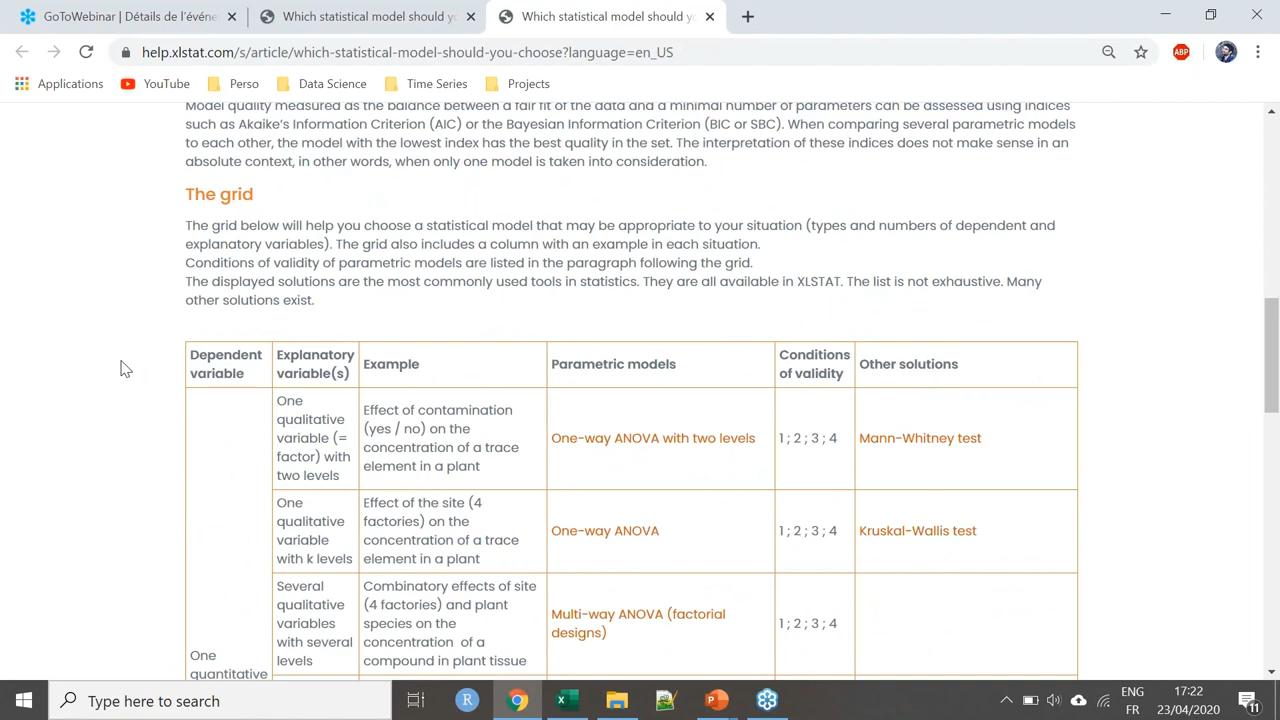 GoToWebinar | Détails de l'évén
Which statistical model should y
Which statistical model should yo
help.xlstat.com/s/article/which-statistical-model-should-you-choose?language=en_US
ABP
Applications
YouTube
Perso
Data Science
Time Series
Projects
Model quality measured as the balance between a fair fit of the data and a minimal number of parameters can be assessed using indices
such as Akaike's Information Criterion (AIC) or the Bayesian Information Criterion (BIC or SBC). When comparing several parametric models
to each other, the model with the lowest index has the best quality in the set. The interpretation of these indices does not make sense in an
absolute context, in other words, when only one model is taken into consideration.
The grid
The grid below will help you choose a statistical model that may be appropriate to your situation (types and numbers of dependent and
explanatory variables). The grid also includes a column with an example in each situation.
Conditions of validity of parametric models are listed in the paragraph following the grid.
The displayed solutions are the most commonly used tools in statistics. They are all available in XLSTAT. The list is not exhaustive. Many
other solutions exist.
Dependent
variable
Explanatory
variable(s)
Example
Parametric models
Conditions
of validity
Other solutions
One
qualitative
variable (=
factor) with
two levels
Effect of contamination
(yes / no) on the
concentration of a trace
element in a plant
One-way ANOVA with two levels
1 ; 2 ; 3 ; 4
Mann-Whitney test
One
qualitative
variable
with k levels
Effect of the site (4
factories) on the
concentration of a trace
element in a plant
One-way ANOVA
1 ; 2 ; 3 ; 4
Kruskal-Wallis test
Several
qualitative
variables
with several
levels
Combinatory effects of site
(4 factories) and plant
species on the
concentration of a
compound in plant tissue
Multi-way ANOVA (factorial
designs)
1 ; 2 ; 3 ; 4
One
quantitative
Type here to search
R
ENG
FR
17:22
23/04/2020
11